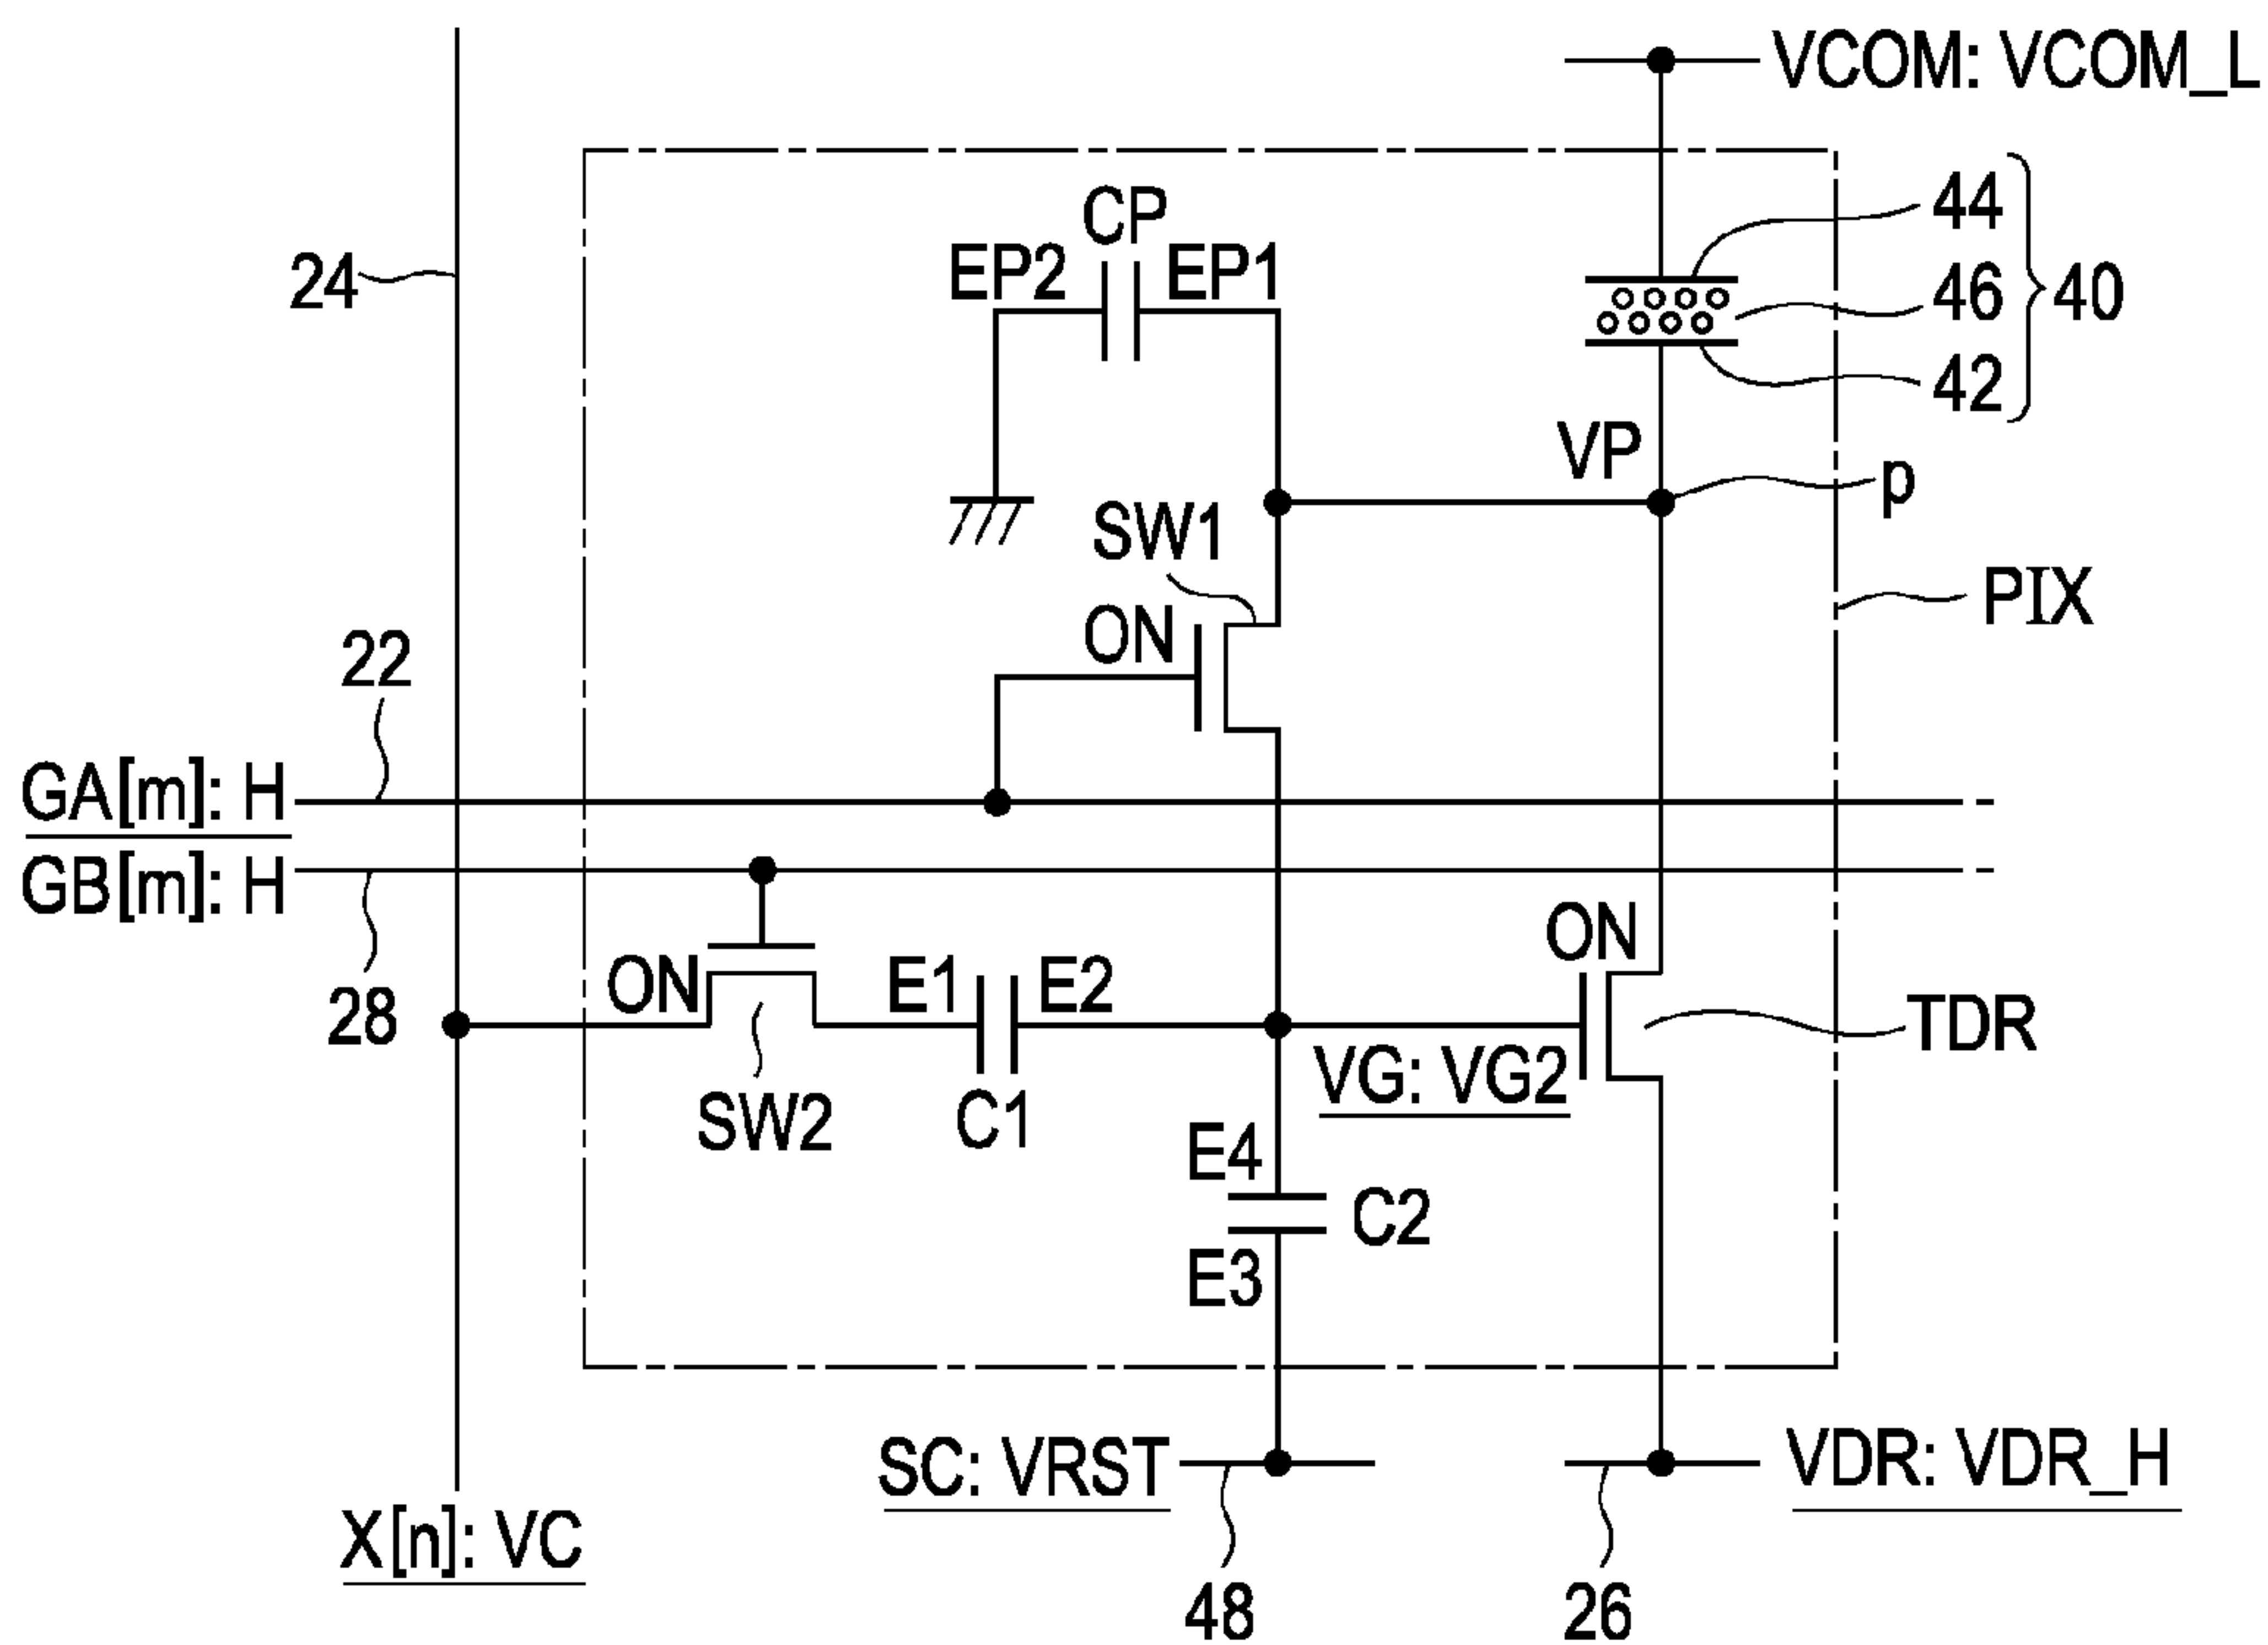 VCOM: VCOM_L
44
46
40
42
CP
EP2
EP1
24
VP
p
SW1
ON
PIX
22
GA[m]: H
GB[m]: H
28
ON
SW2
E1
E2
C1
ON
TDR
VG: VG2
E4
C2
E3
SC: VRST
VDR: VDR_H
X[n]: VC
48
26